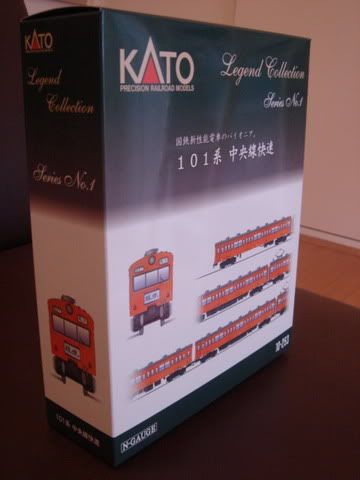 Legend
Collection
Series No.1
101系 中央線快速
KATO
PRECISION RAILROAD MODELS
Legend Collection
Series No.1
国鉄新性能電車のパイオニア。
101系 中央線快速
10-253
N-GAUGE